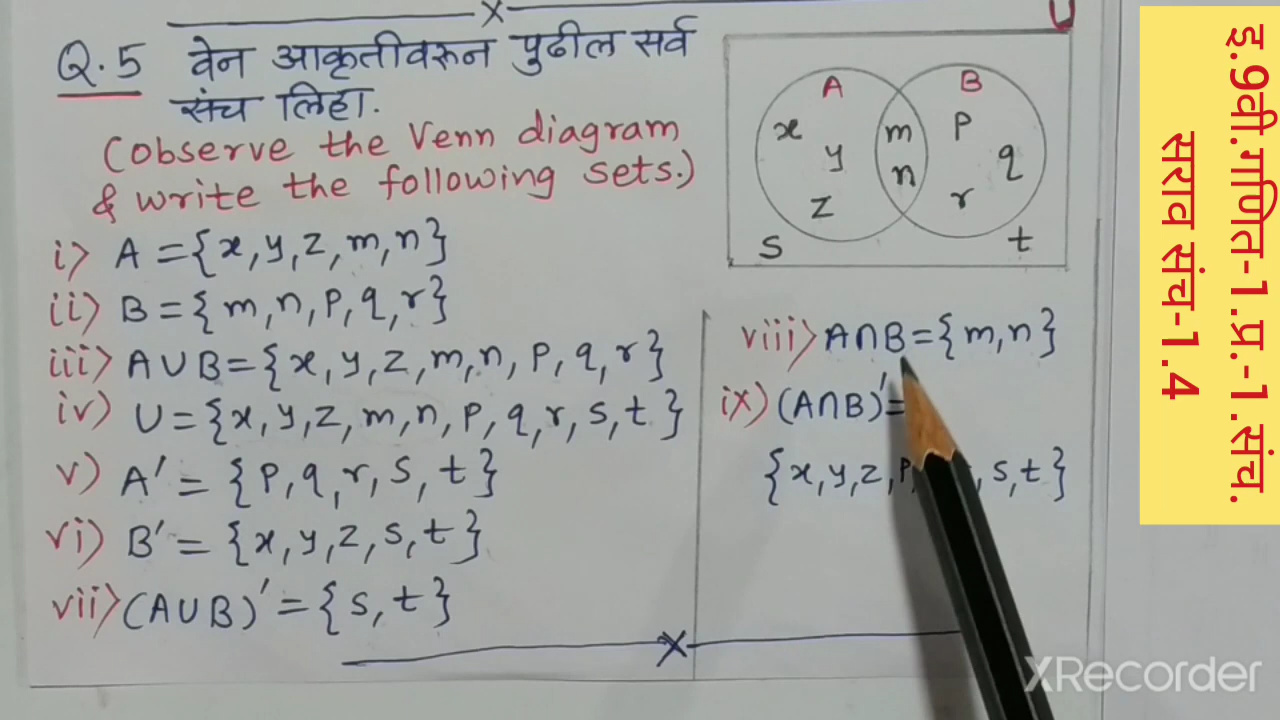 Q.5 वेन आकृतीवरून पुढील सर्व
संच लिहा.
(observe the Venn diagram
& write the following sets.)
i) A = {x, y, z, m, n}
ii) B = {m, n, p, q, r}
iii) A ∪ B = {x, y, z, m, n, p, q, r}
iv) U = {x, y, z, m, n, p, q, r, s, t}
v) A' = {p, q, r, s, t}
vi) B' = {x, y, z, s, t}
vii) (A∪B)' = {s, t}
U
A B
x m p
y n q
z r
s t
viii) A∩B = {m, n}
ix) (A∩B)' =
{x, y, z, p, s, t}
इ.9वी.गणित-1.प्र.-1.संच.
सराव संच-1.4
XRecorder